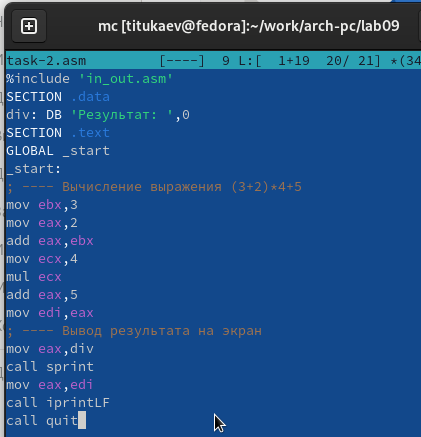 mc [titukaev@fedora]:~/work/arch-pc/lab09
task-2.asm [----] 9 L:[ 1+19 20/ 21] *(34
%include 'in_out.asm'
SECTION .data
div: DB 'Результат: ',0
SECTION .text
GLOBAL _start
_start:
; ---- Вычисление выражения (3+2)*4+5
mov ebx,3
mov eax,2
add eax,ebx
mov ecx,4
mul ecx
add eax,5
mov edi,eax
; ---- Вывод результата на экран
mov eax,div
call sprint
mov eax,edi
call iprintLF
call quit